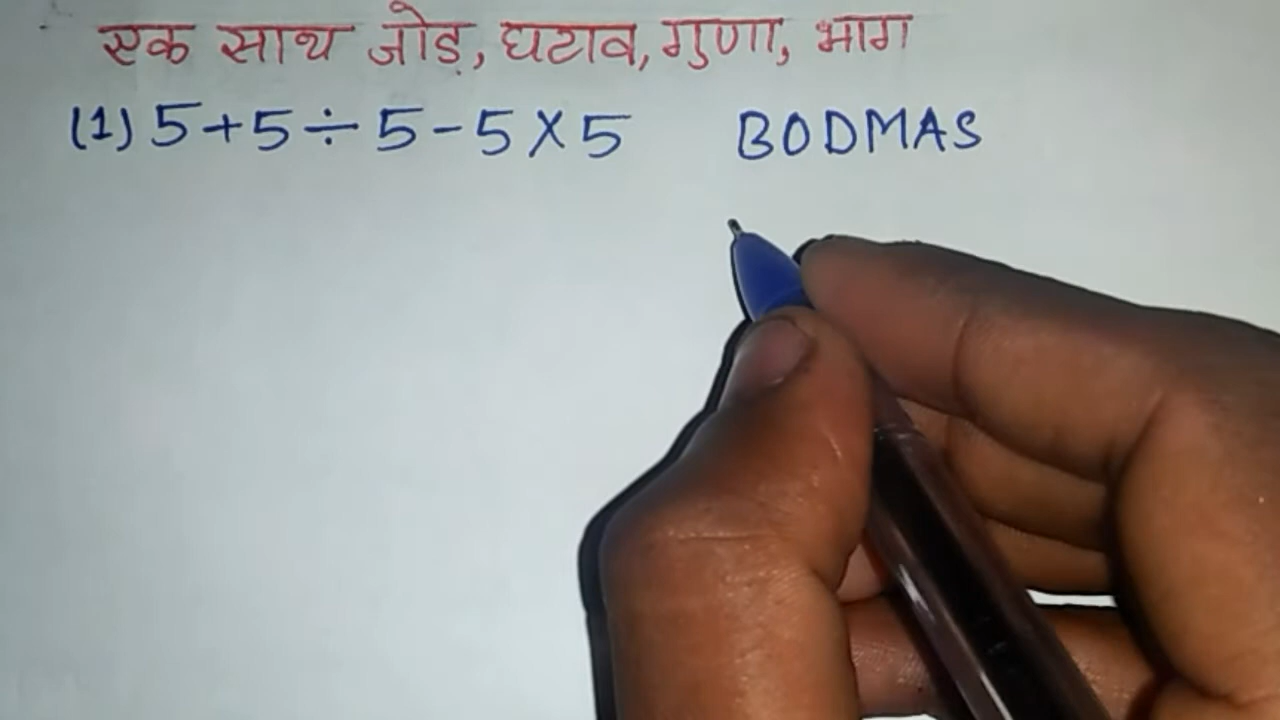 एक साथ जोड़, घटाव, गुणा, भाग
(1) 5+5÷5-5×5 BODMAS